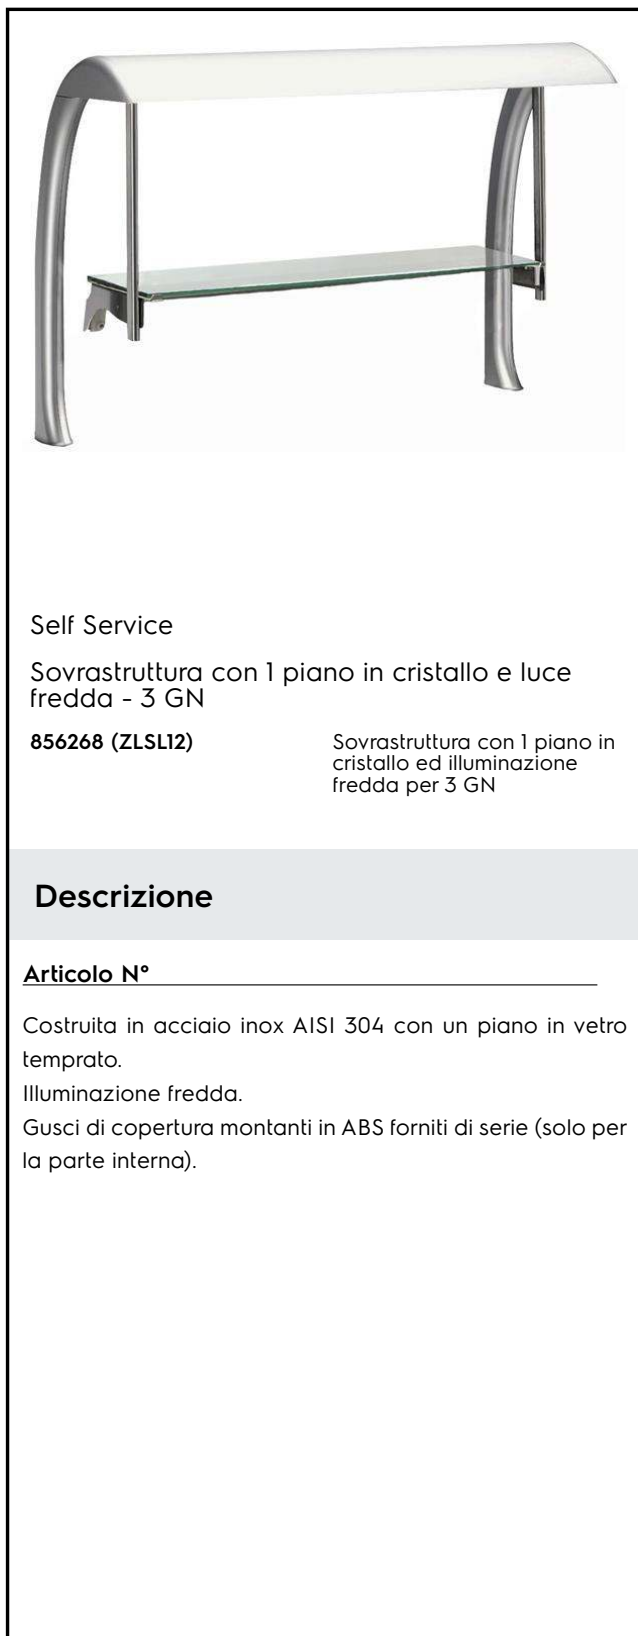 Self Service
Sovrastruttura con 1 piano in cristallo e luce
fredda - 3 GN
856268 (ZLSL12)
Sovrastruttura con 1 piano in
cristallo ed illuminazione
fredda per 3 GN
Descrizione
Articolo N°
Costruita in acciaio inox AISI 304 con un piano in vetro
temprato.
Illuminazione fredda.
Gusci di copertura montanti in ABS forniti di serie (solo per
la parte interna).